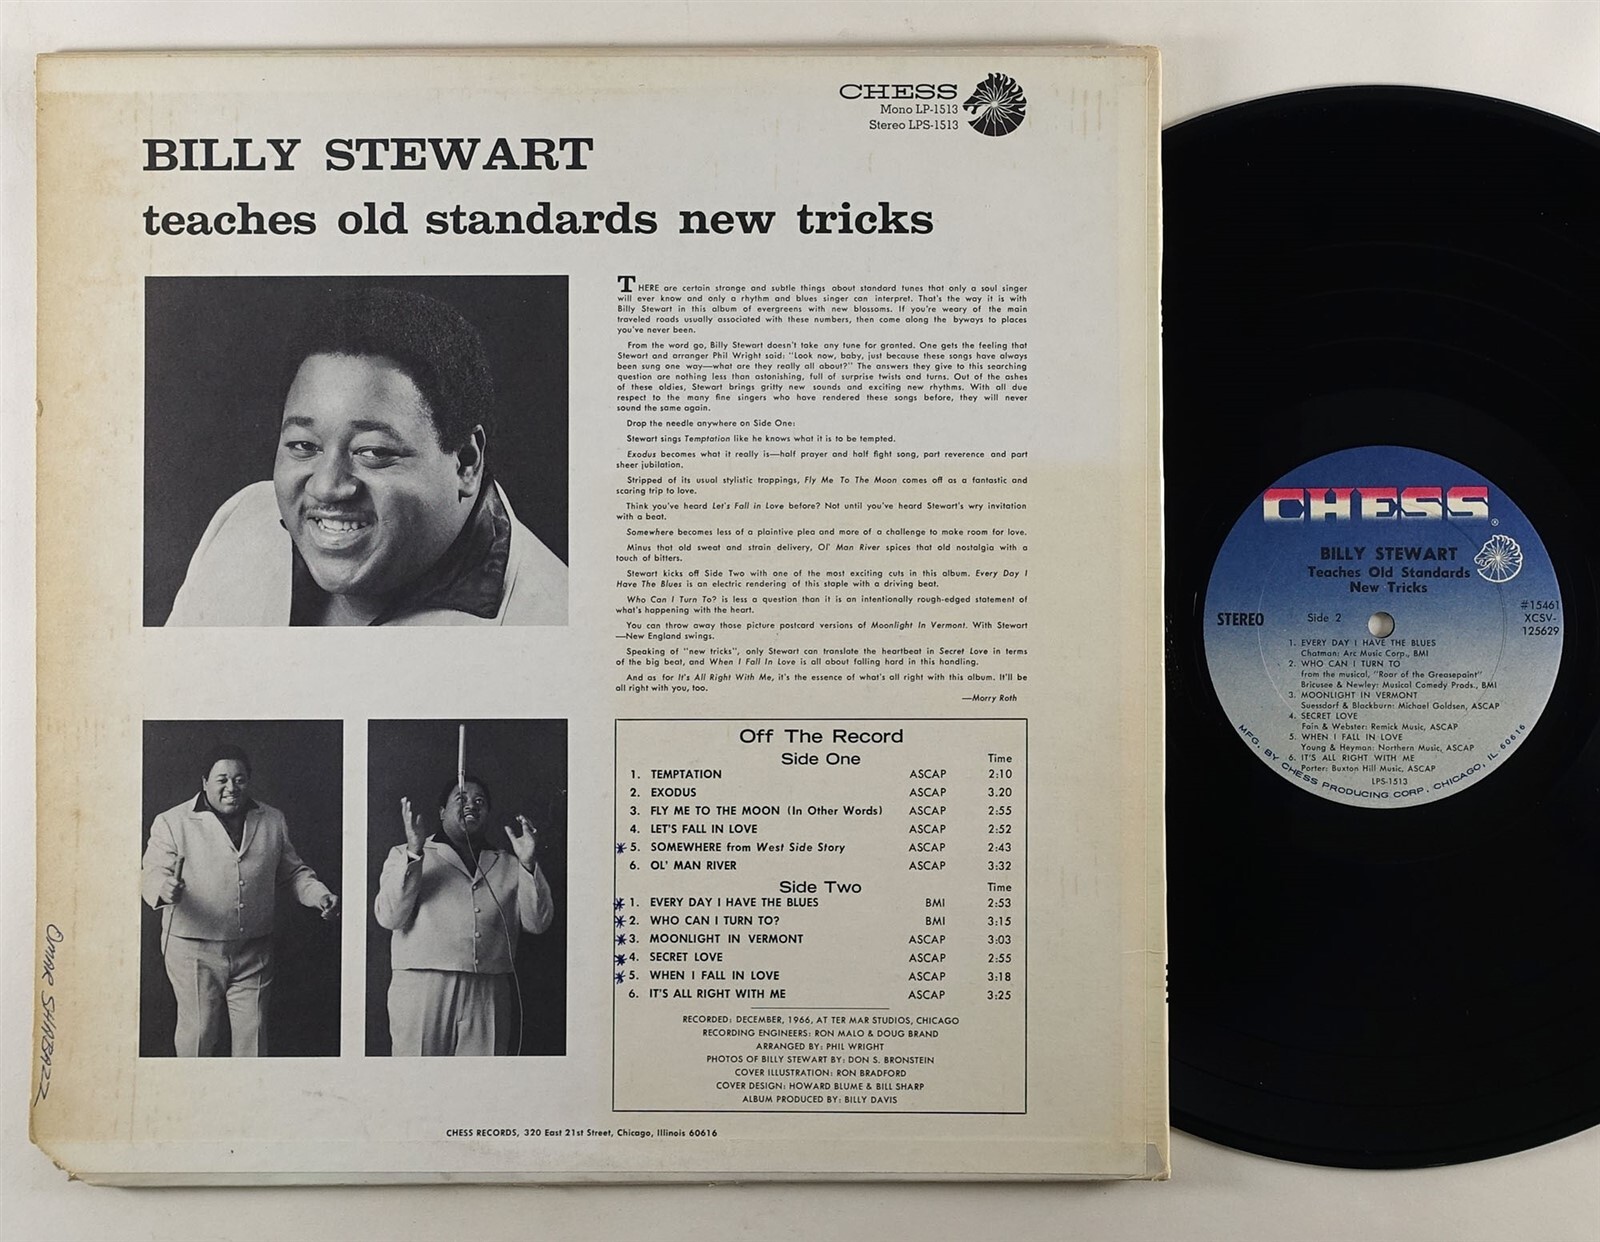 CHESS
Mono LP-1513
Stereo LPS-1513
BILLY STEWART
teaches old standards new tricks
THERE are certain strange and subtle things about standard tunes that only a soul singer
will ever know and only a rhythm and blues singer can interpret. That's the way it is with
Billy Stewart in this album of evergreens with new blossoms. If you're weary of the main
traveled roads usually associated with these numbers, then come along the byways to places
you've never been.
From the word go, Billy Stewart doesn't take any tune for granted. One gets the feeling that
Stewart and arranger Phil Wright said: "Look now, baby, just because these songs have always
been sung one way—what are they really all about?" The answers they give to this searching
question are nothing less than astonishing, full of surprise twists and turns. Out of the ashes
of these oldies, Stewart brings gritty new sounds and exciting new rhythms. With all due
respect to the many fine singers who have rendered these songs before, they will never
sound the same again.
Drop the needle anywhere on Side One:
Stewart sings Temptation like he knows what it is to be tempted.
Exodus becomes what it really is—half prayer and half fight song, part reverence and part
sheer jubilation.
Stripped of its usual stylistic trappings, Fly Me To The Moon comes off as a fantastic and
scaring trip to love.
Think you've heard Let's Fall in Love before? Not until you've heard Stewart's wry invitation
with a beat.
Somewhere becomes less of a plaintive plea and more of a challenge to make room for love.
Minus that old sweat and strain delivery, Ol' Man River spices that old nostalgia with a
touch of bitters.
Stewart kicks off Side Two with one of the most exciting cuts in this album. Every Day I
Have The Blues is an electric rendering of this staple with a driving beat.
Who Can I Turn To? is less a question than it is an intentionally rough-edged statement of
what's happening with the heart.
You can throw away those picture postcard versions of Moonlight In Vermont. With Stewart
—New England swings.
Speaking of "new tricks", only Stewart can translate the heartbeat in Secret Love in terms
of the big beat, and When I Fall In Love is all about falling hard in this handling.
And as for It's All Right With Me, it's the essence of what's all right with this album. It'll be
all right with you, too.
—Morry Roth
Off The Record
Side One Time
1. TEMPTATION ASCAP 2:10
2. EXODUS ASCAP 3.20
3. FLY ME TO THE MOON (In Other Words) ASCAP 2:55
4. LET'S FALL IN LOVE ASCAP 2:52
* 5. SOMEWHERE from West Side Story ASCAP 2:43
6. OL' MAN RIVER ASCAP 3:32
Side Two Time
* 1. EVERY DAY I HAVE THE BLUES BMI 2:53
* 2. WHO CAN I TURN TO? BMI 3:15
* 3. MOONLIGHT IN VERMONT ASCAP 3:03
* 4. SECRET LOVE ASCAP 2:55
* 5. WHEN I FALL IN LOVE ASCAP 3:18
6. IT'S ALL RIGHT WITH ME ASCAP 3:25
RECORDED: DECEMBER, 1966, AT TER MAR STUDIOS, CHICAGO
RECORDING ENGINEERS: RON MALO & DOUG BRAND
ARRANGED BY: PHIL WRIGHT
PHOTOS OF BILLY STEWART BY: DON S. BRONSTEIN
COVER ILLUSTRATION: RON BRADFORD
COVER DESIGN: HOWARD BLUME & BILL SHARP
ALBUM PRODUCED BY: BILLY DAVIS
CHESS RECORDS, 320 East 21st Street, Chicago, Illinois 60616
OMAR SHABAZZ
CHESS ®
BILLY STEWART
Teaches Old Standards
New Tricks
STEREO
Side 2
#15461
XCSV-
125629
1. EVERY DAY I HAVE THE BLUES
Chatman: Arc Music Corp., BMI
2. WHO CAN I TURN TO
from the musical, "Roar of the Greasepaint"
Bricusee & Newley: Musical Comedy Prods., BMI
3. MOONLIGHT IN VERMONT
Suessdorf & Blackburn: Michael Goldsen, ASCAP
4. SECRET LOVE
Fain & Webster: Remick Music, ASCAP
5. WHEN I FALL IN LOVE
Young & Heyman: Northern Music, ASCAP
6. IT'S ALL RIGHT WITH ME
Porter: Buxton Hill Music, ASCAP
LPS-1513
MFG. BY CHESS PRODUCING CORP. CHICAGO, IL. 60616